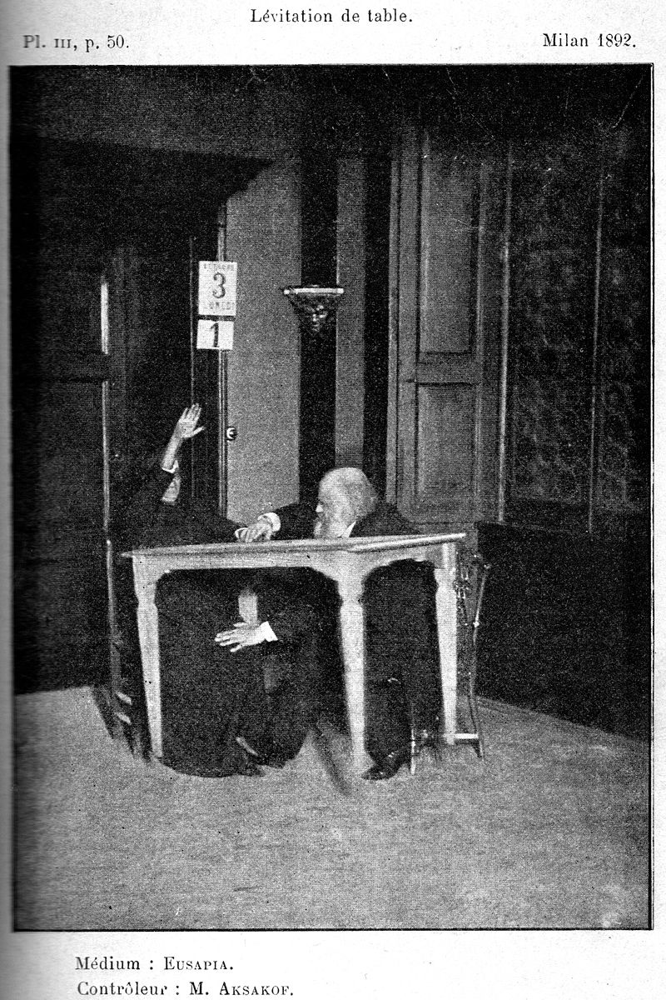 Lévitation de table.
Pl. III, p. 50.
Milan 1892.
3
1
Médium : EUSAPIA.
Contrôleur : M. AKSAKOF.